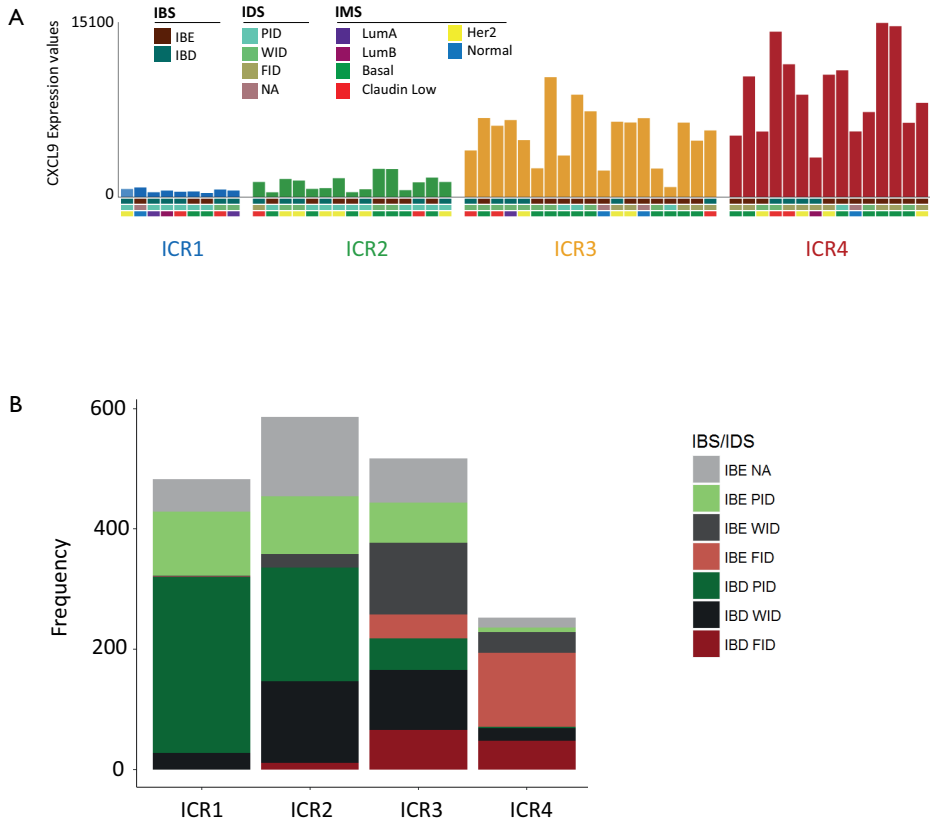 A
CXCL9 Expression values
15100
0
IBS
IBE
IBD
IDS
PID
WID
FID
NA
IMS
LumA
LumB
Basal
Claudin Low
Her2
Normal
ICR1
ICR2
ICR3
ICR4
B
Frequency
600
400
200
0
ICR1
ICR2
ICR3
ICR4
IBS/IDS
IBE NA
IBE PID
IBE WID
IBE FID
IBD PID
IBD WID
IBD FID